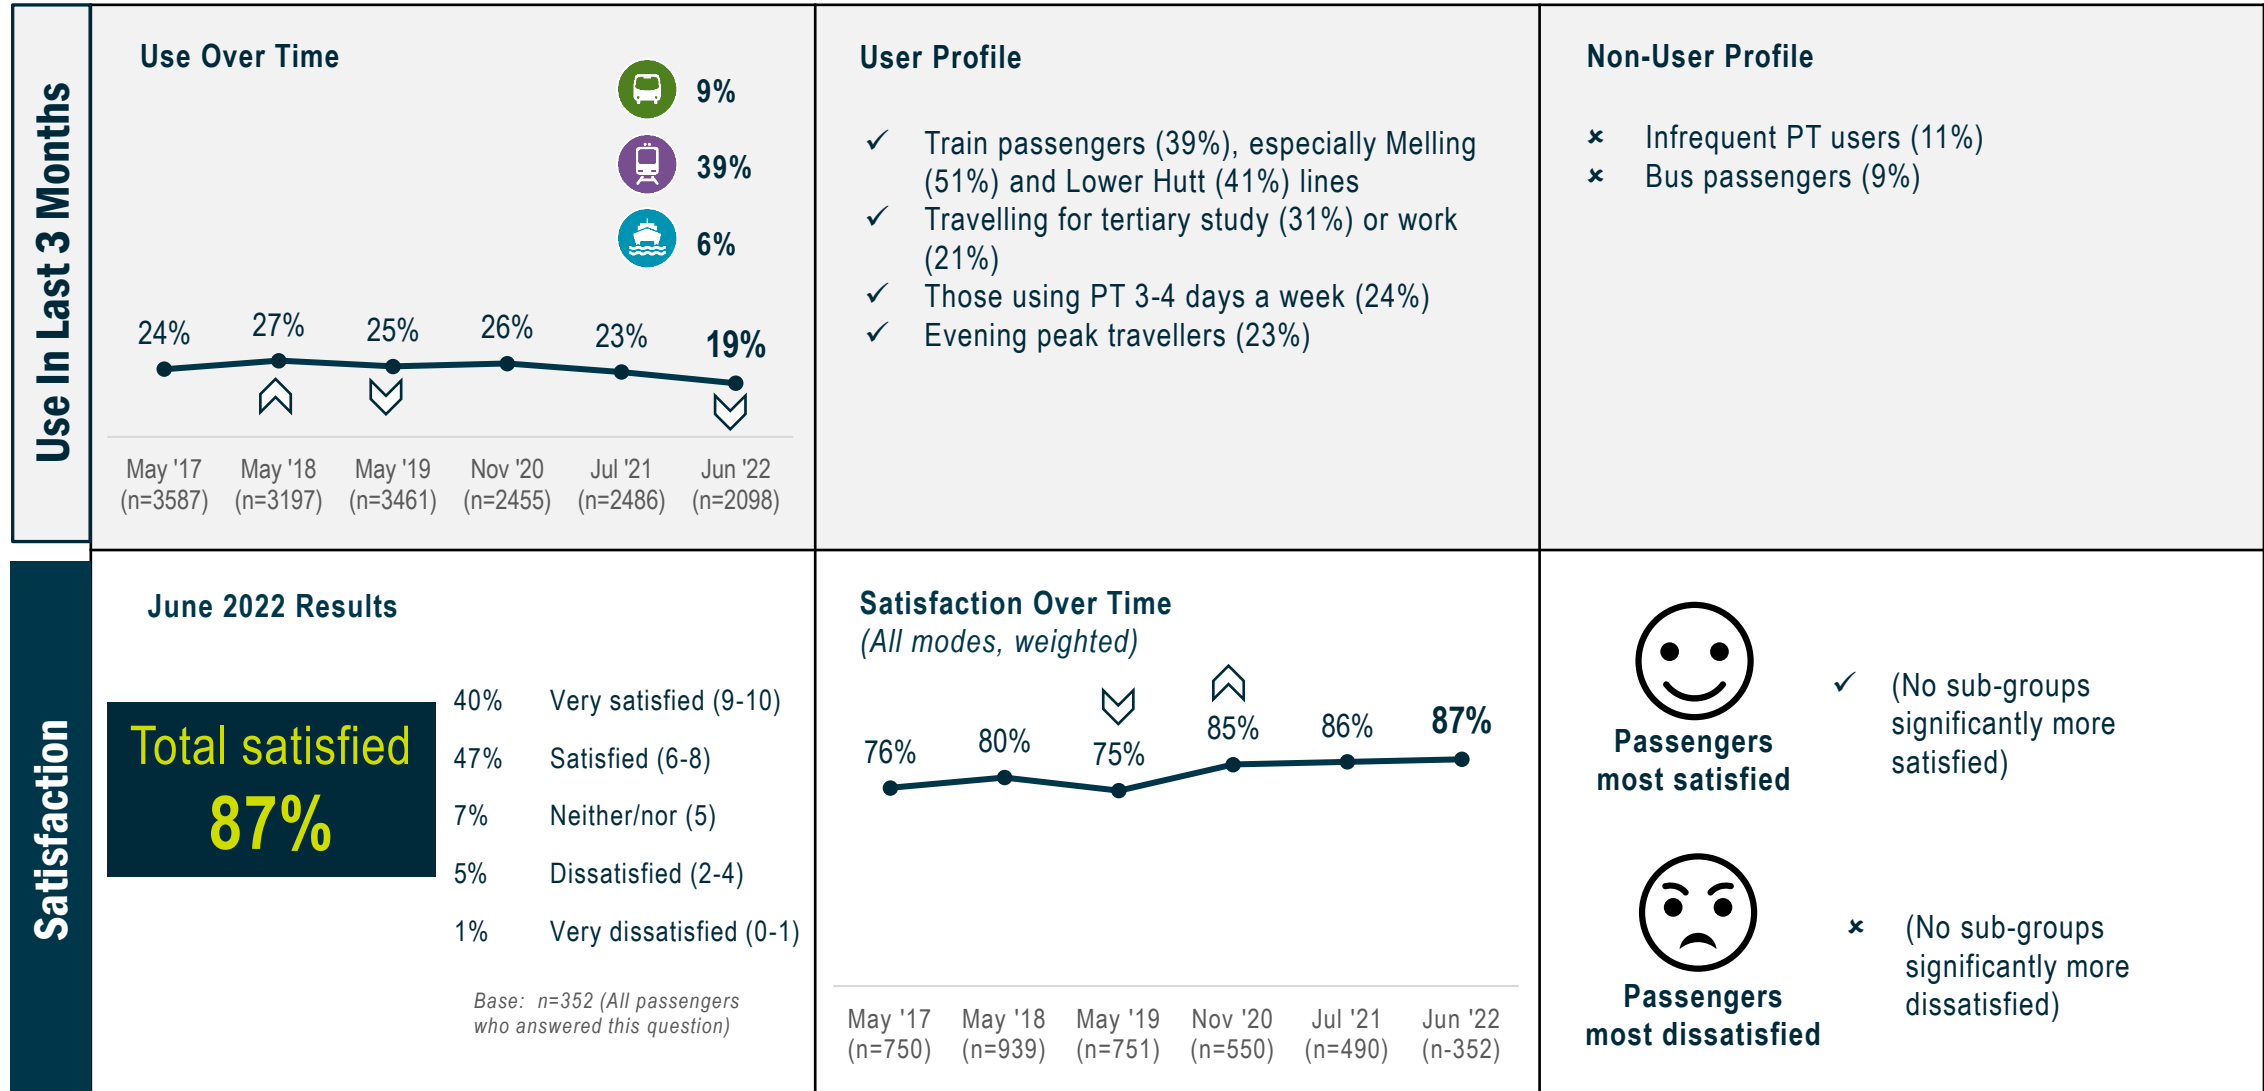 Use In Last 3 Months
Use Over Time
9%
39%
6%
24%
27%
25%
26%
23%
19%
May '17
(n=3587)
May '18
(n=3197)
May '19
(n=3461)
Nov '20
(n=2455)
Jul '21
(n=2486)
Jun '22
(n=2098)
User Profile
✓ Train passengers (39%), especially Melling
(51%) and Lower Hutt (41%) lines
✓ Travelling for tertiary study (31%) or work
(21%)
✓ Those using PT 3-4 days a week (24%)
✓ Evening peak travellers (23%)
Non-User Profile
× Infrequent PT users (11%)
× Bus passengers (9%)
Satisfaction
June 2022 Results
Total satisfied
87%
40% Very satisfied (9-10)
47% Satisfied (6-8)
7% Neither/nor (5)
5% Dissatisfied (2-4)
1% Very dissatisfied (0-1)
Base: n=352 (All passengers
who answered this question)
Satisfaction Over Time
(All modes, weighted)
76%
80%
75%
85%
86%
87%
May '17
(n=750)
May '18
(n=939)
May '19
(n=751)
Nov '20
(n=550)
Jul '21
(n=490)
Jun '22
(n-352)
Passengers
most satisfied
✓ (No sub-groups
significantly more
satisfied)
Passengers
most dissatisfied
× (No sub-groups
significantly more
dissatisfied)